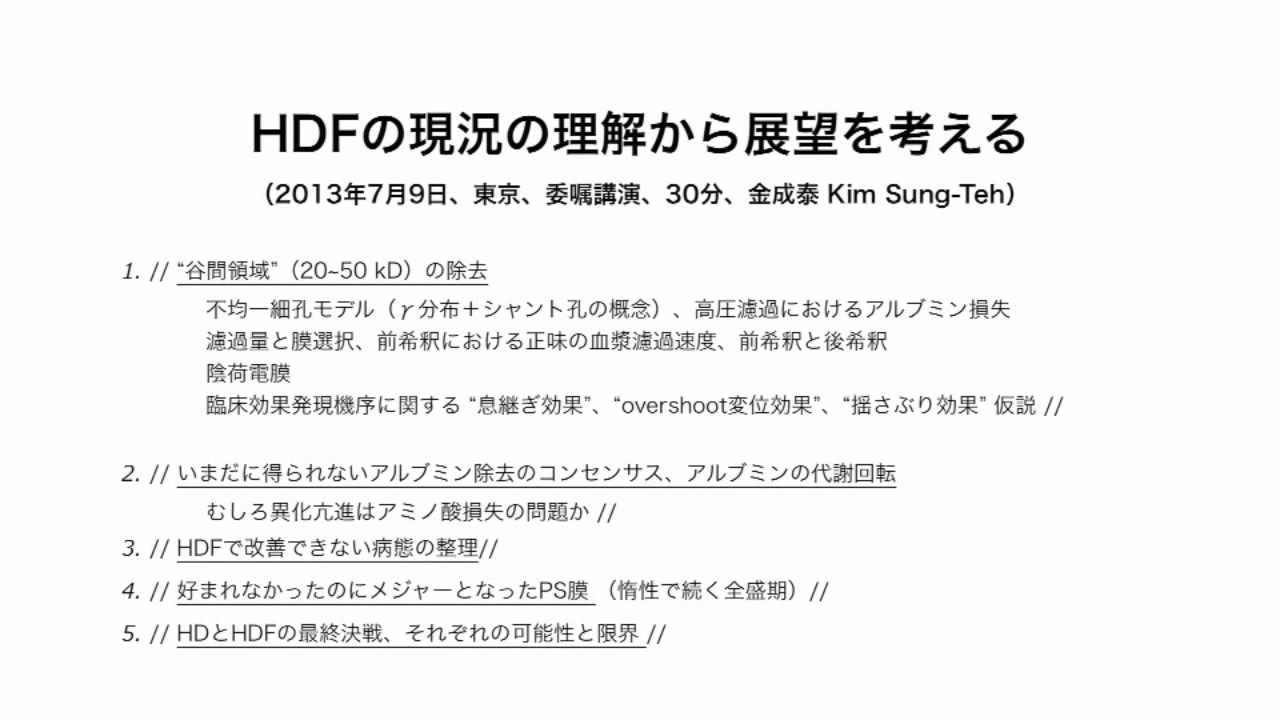 HDFの現況の理解から展望を考える
（2013年7月9日、東京、委嘱講演、30分、金成泰 Kim Sung-Teh）
1. // “谷間領域”（20~50 kD）の除去
不均一細孔モデル（γ分布＋シャント孔の概念）、高圧濾過におけるアルブミン損失
濾過量と膜選択、前希釈における正味の血漿濾過速度、前希釈と後希釈
陰荷電膜
臨床効果発現機序に関する “息継ぎ効果”、“overshoot変位効果”、“揺さぶり効果” 仮説 //
2. // いまだに得られないアルブミン除去のコンセンサス、アルブミンの代謝回転
むしろ異化亢進はアミノ酸損失の問題か //
3. // HDFで改善できない病態の整理//
4. // 好まれなかったのにメジャーとなったPS膜 （惰性で続く全盛期）//
5. // HDとHDFの最終決戦、それぞれの可能性と限界 //